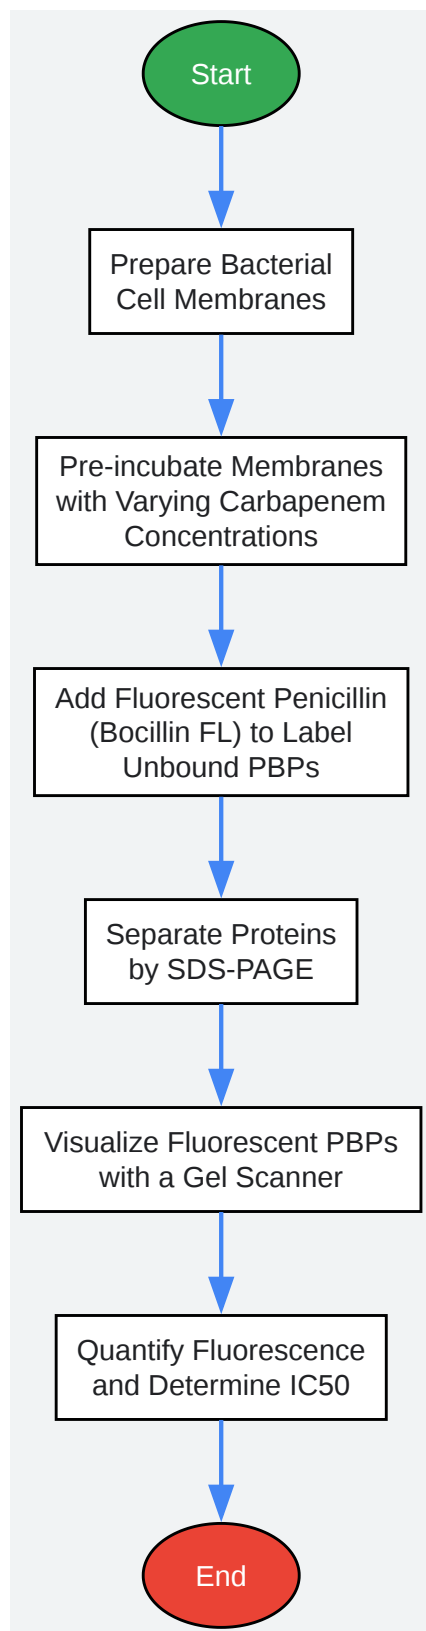 Start
Prepare Bacterial
Cell Membranes
Pre-incubate Membranes
with Varying Carbapenem
Concentrations
Add Fluorescent Penicillin
(Bocillin FL) to Label
Unbound PBPs
Separate Proteins
by SDS-PAGE
Visualize Fluorescent PBPs
with a Gel Scanner
Quantify Fluorescence
and Determine IC50
End